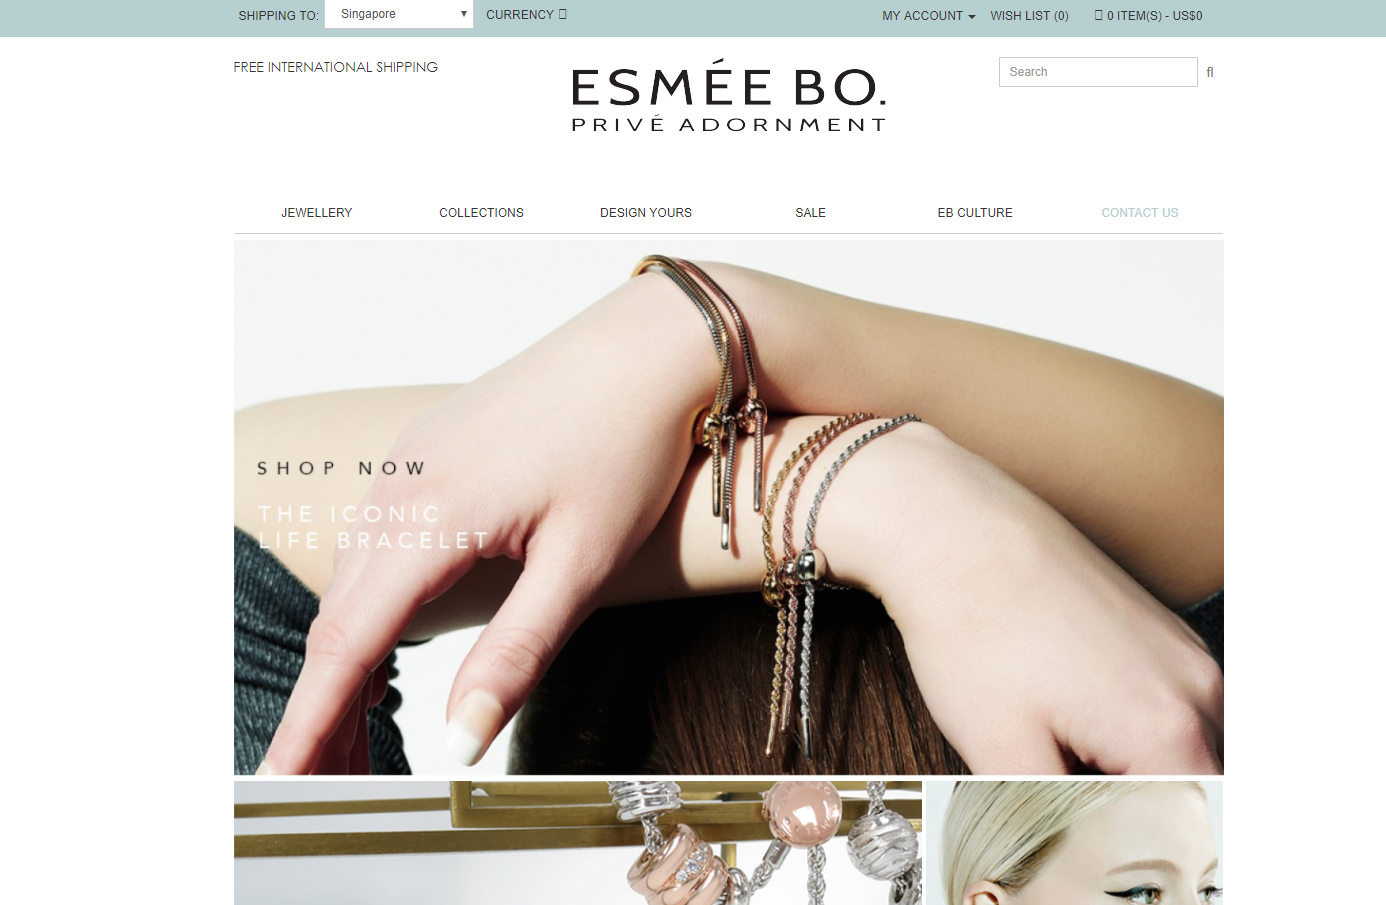 SHIPPING TO: Singapore CURRENCY MY ACCOUNT WISH LIST (0) 0 ITEM(S) - US$0
FREE INTERNATIONAL SHIPPING
ESMÉE BO.
PRIVÉ ADORNMENT
Search
JEWELLERY COLLECTIONS DESIGN YOURS SALE EB CULTURE CONTACT US
SHOP NOW
THE ICONIC
LIFE BRACELET